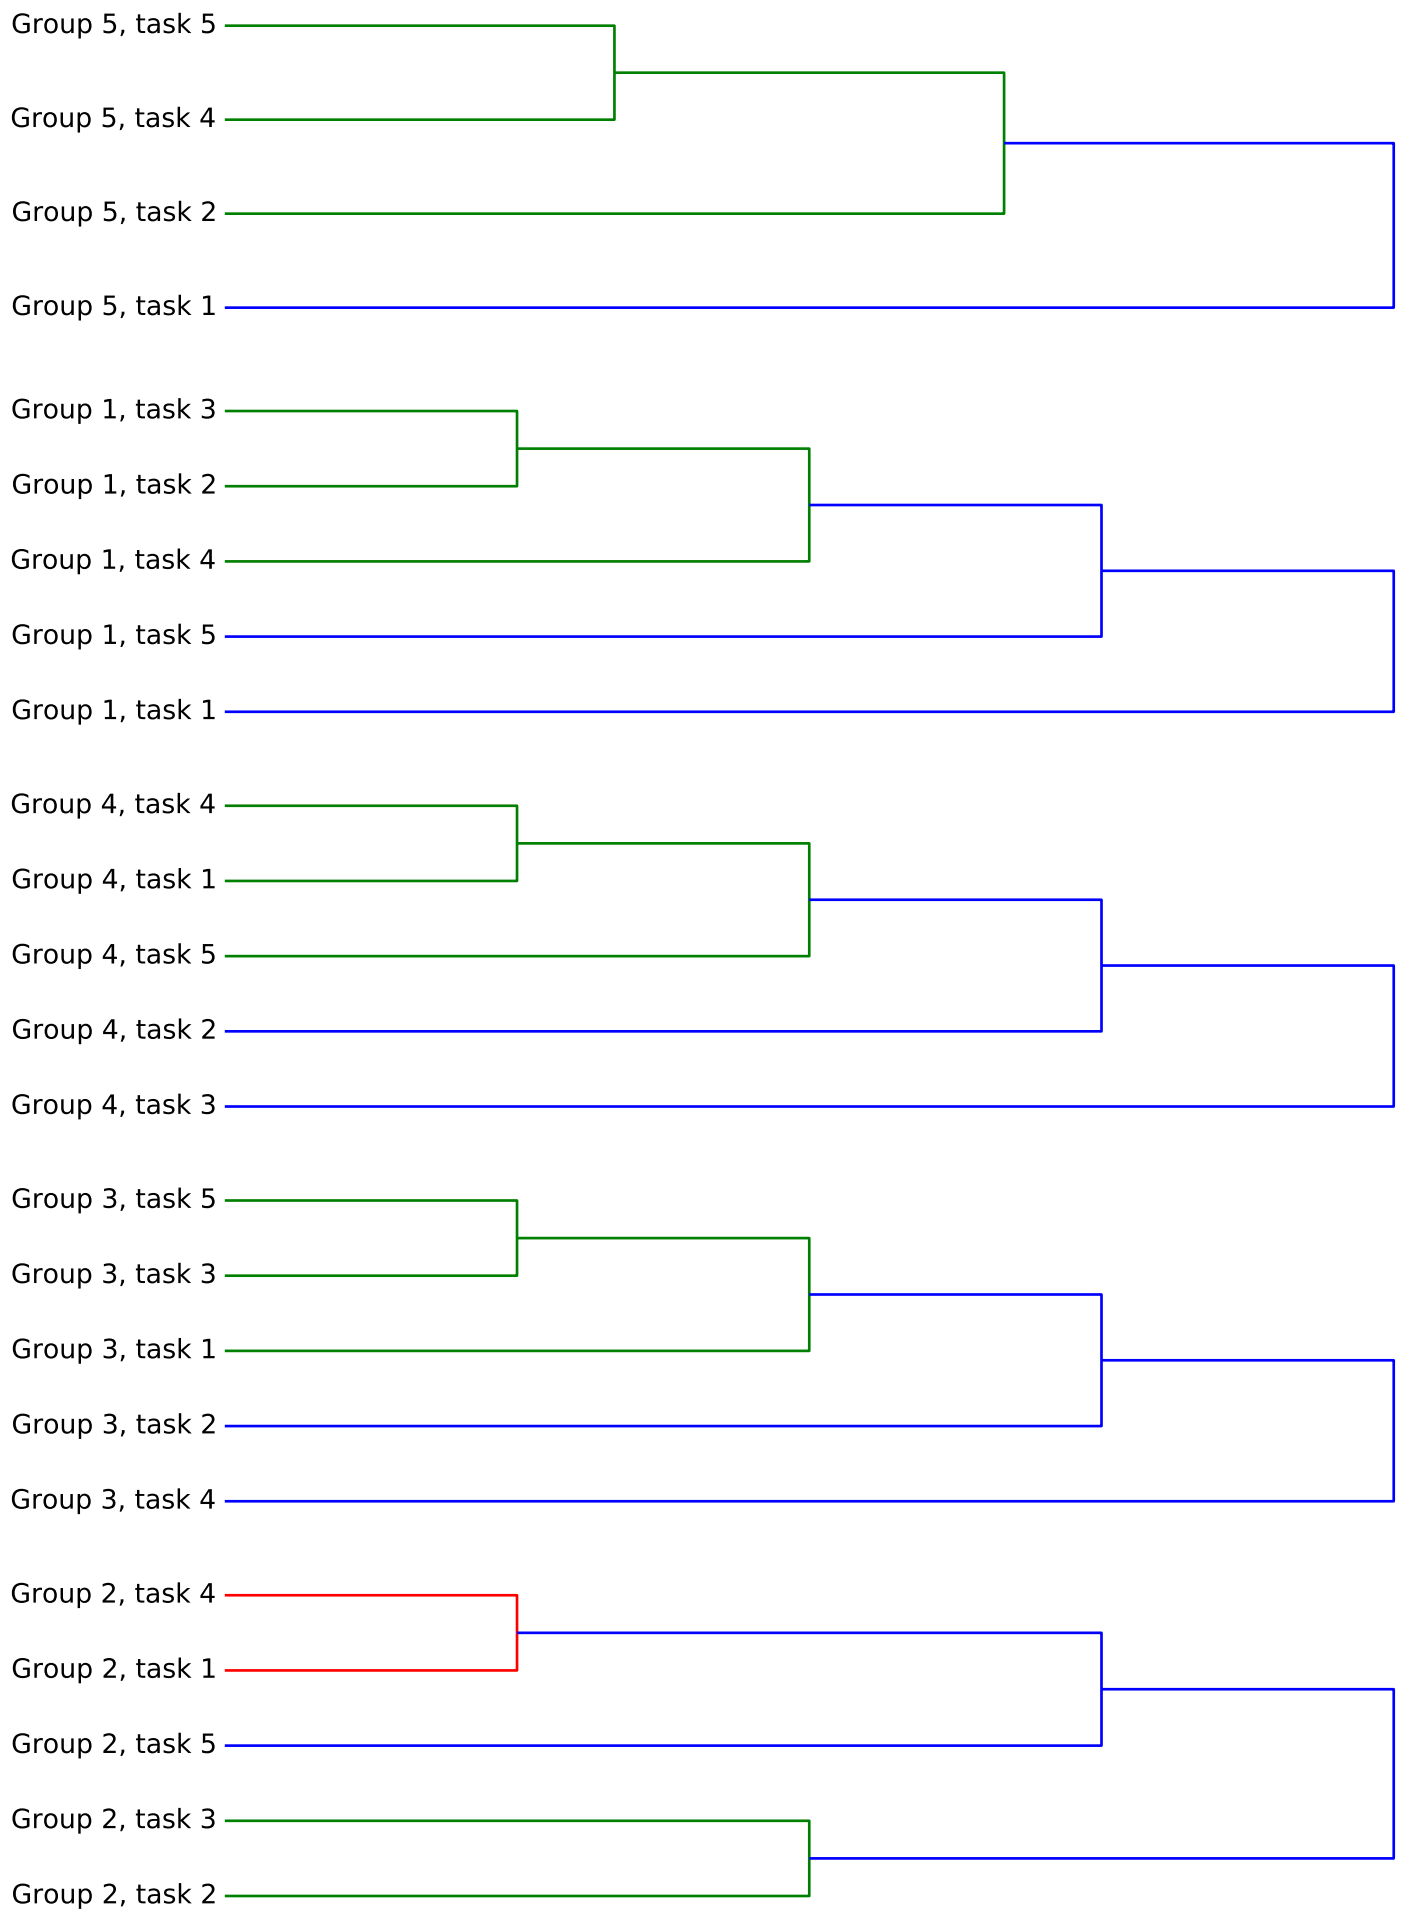 Group 5, task 5
Group 5, task 4
Group 5, task 2
Group 5, task 1
Group 1, task 3
Group 1, task 2
Group 1, task 4
Group 1, task 5
Group 1, task 1
Group 4, task 4
Group 4, task 1
Group 4, task 5
Group 4, task 2
Group 4, task 3
Group 3, task 5
Group 3, task 3
Group 3, task 1
Group 3, task 2
Group 3, task 4
Group 2, task 4
Group 2, task 1
Group 2, task 5
Group 2, task 3
Group 2, task 2